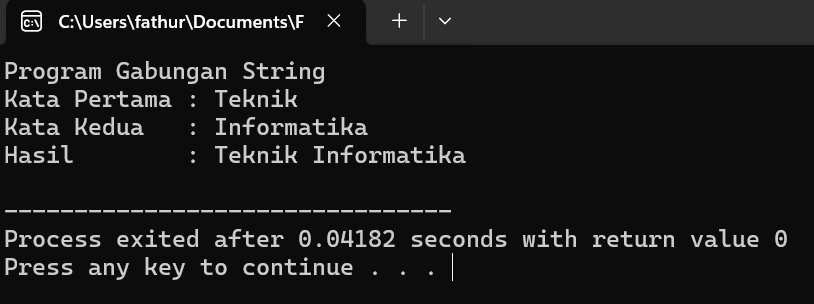 C:\Users\fathur\Documents\F
Program Gabungan String
Kata Pertama : Teknik
Kata Kedua   : Informatika
Hasil        : Teknik Informatika
--------------------------------
Process exited after 0.04182 seconds with return value 0
Press any key to continue . . .